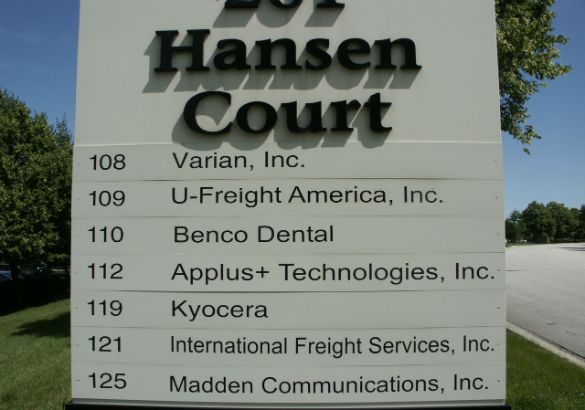 201
Hansen
Court
108 Varian, Inc.
109 U-Freight America, Inc.
110 Benco Dental
112 Applus+ Technologies, Inc.
119 Kyocera
121 International Freight Services, Inc.
125 Madden Communications, Inc.